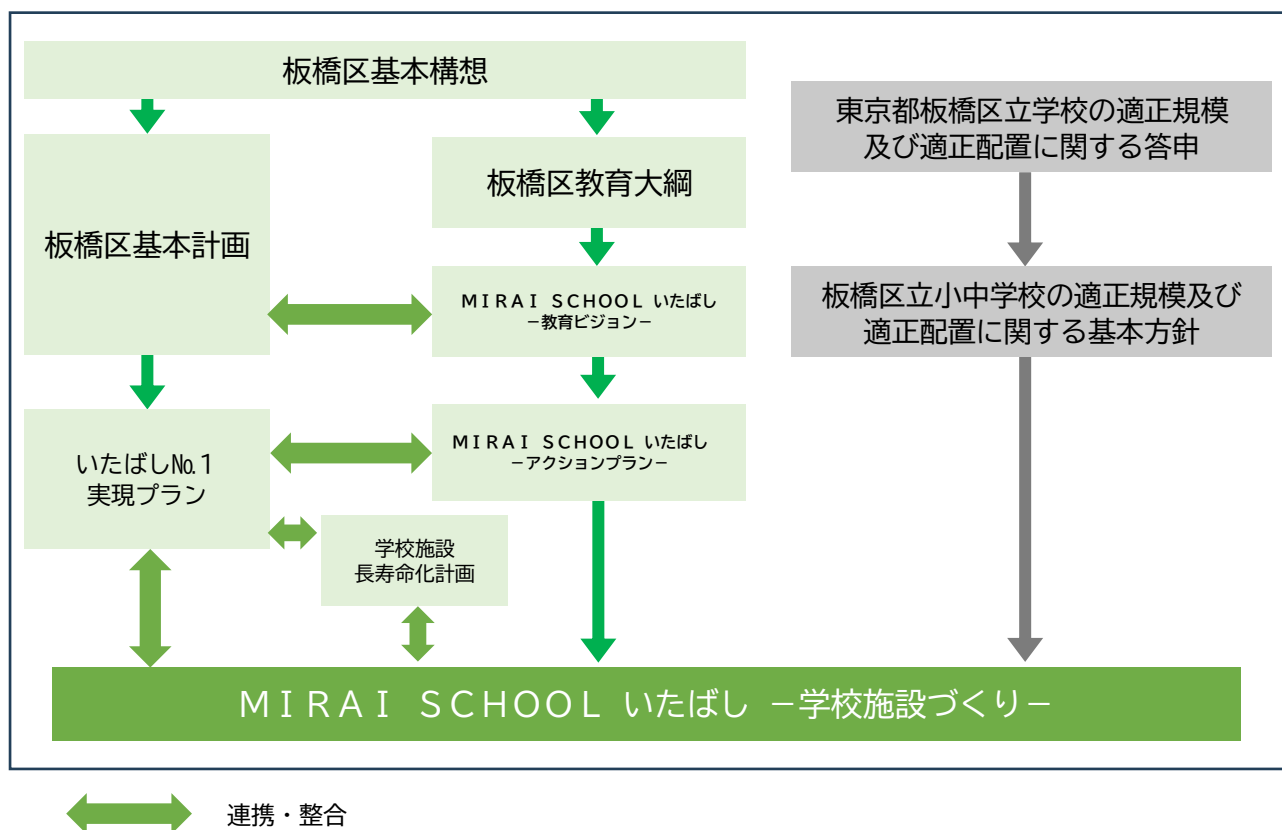 板橋区基本構想
板橋区基本計画
板橋区教育大綱
ＭＩＲＡＩ ＳＣＨＯＯＬ いたばし
－教育ビジョン－
いたばし№１
実現プラン
ＭＩＲＡＩ ＳＣＨＯＯＬ いたばし
－アクションプラン－
学校施設
長寿命化計画
東京都板橋区立学校の適正規模
及び適正配置に関する答申
板橋区立小中学校の適正規模及び
適正配置に関する基本方針
ＭＩＲＡＩ ＳＣＨＯＯＬ いたばし －学校施設づくり－
連携・整合